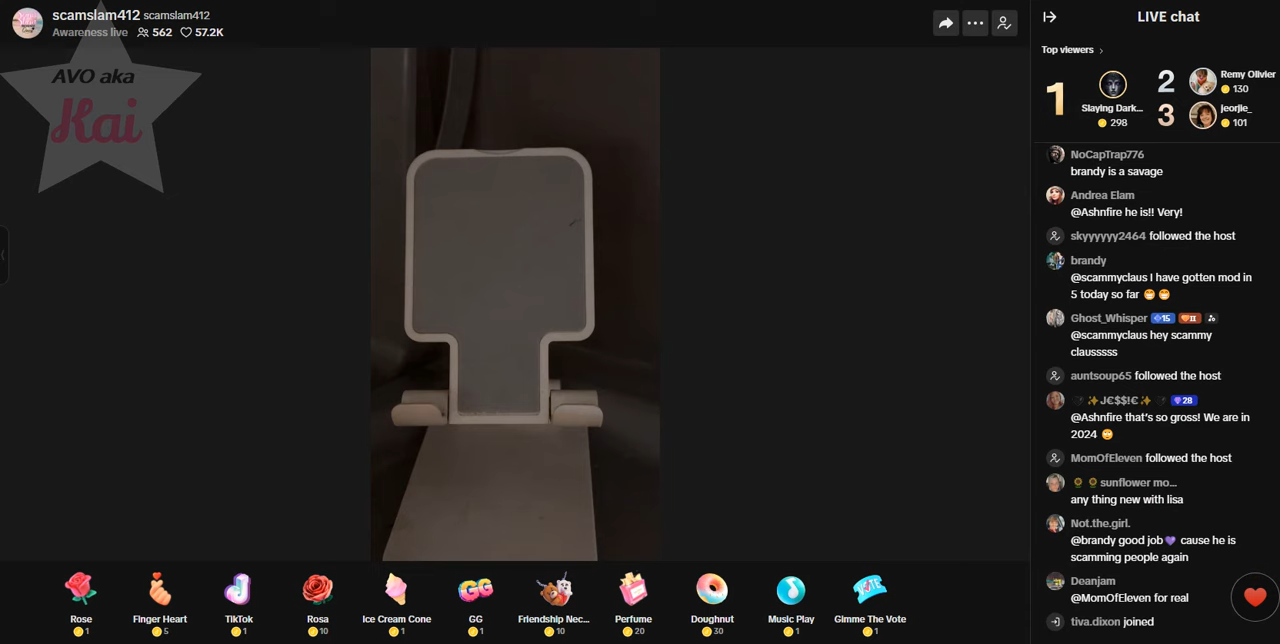 scamslam412 scamslam412
Awareness live 562 57.2K
AVO aka
Kai
LIVE chat
Top viewers
1
Slaying Dark...
298
2
Remy Olivier
130
3
jeorjie_
101
NoCapTrap776
brandy is a savage
Andrea Elam
@Ashnfire he is!! Very!
skyyyyyy2464 followed the host
brandy
@scammyclaus I have gotten mod in
5 today so far 😁 😁
Ghost_Whisper 15 II
@scammyclaus hey scammy
clausssss
auntsoup65 followed the host
🖤✨J€$$!€✨🖤 28
@Ashnfire that's so gross! We are in
2024 🙄
MomOfEleven followed the host
🌻🌻sunflower mo...
any thing new with lisa
Not.the.girl.
@brandy good job💜 cause he is
scamming people again
Deanjam
@MomOfEleven for real
tiva.dixon joined
GG
VOTE
Rose
1
Finger Heart
5
TikTok
1
Rosa
10
Ice Cream Cone
1
GG
1
Friendship Nec...
10
Perfume
20
Doughnut
30
Music Play
1
Gimme The Vote
1